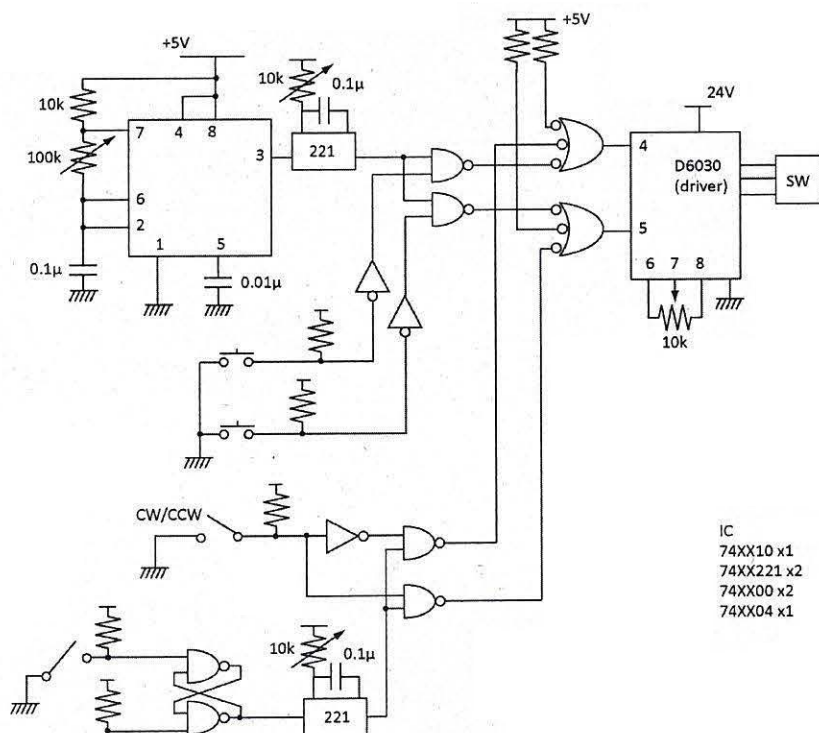 +5V
+5V
10k
10k
0.1µ
24V
7
4
8
100k
3
221
4
D6030
(driver)
SW
6
2
5
1
5
6
7
8
0.1µ
0.01µ
10k
CW/CCW
IC
74XX10 x1
74XX221 x2
74XX00 x2
74XX04 x1
10k
0.1µ
221